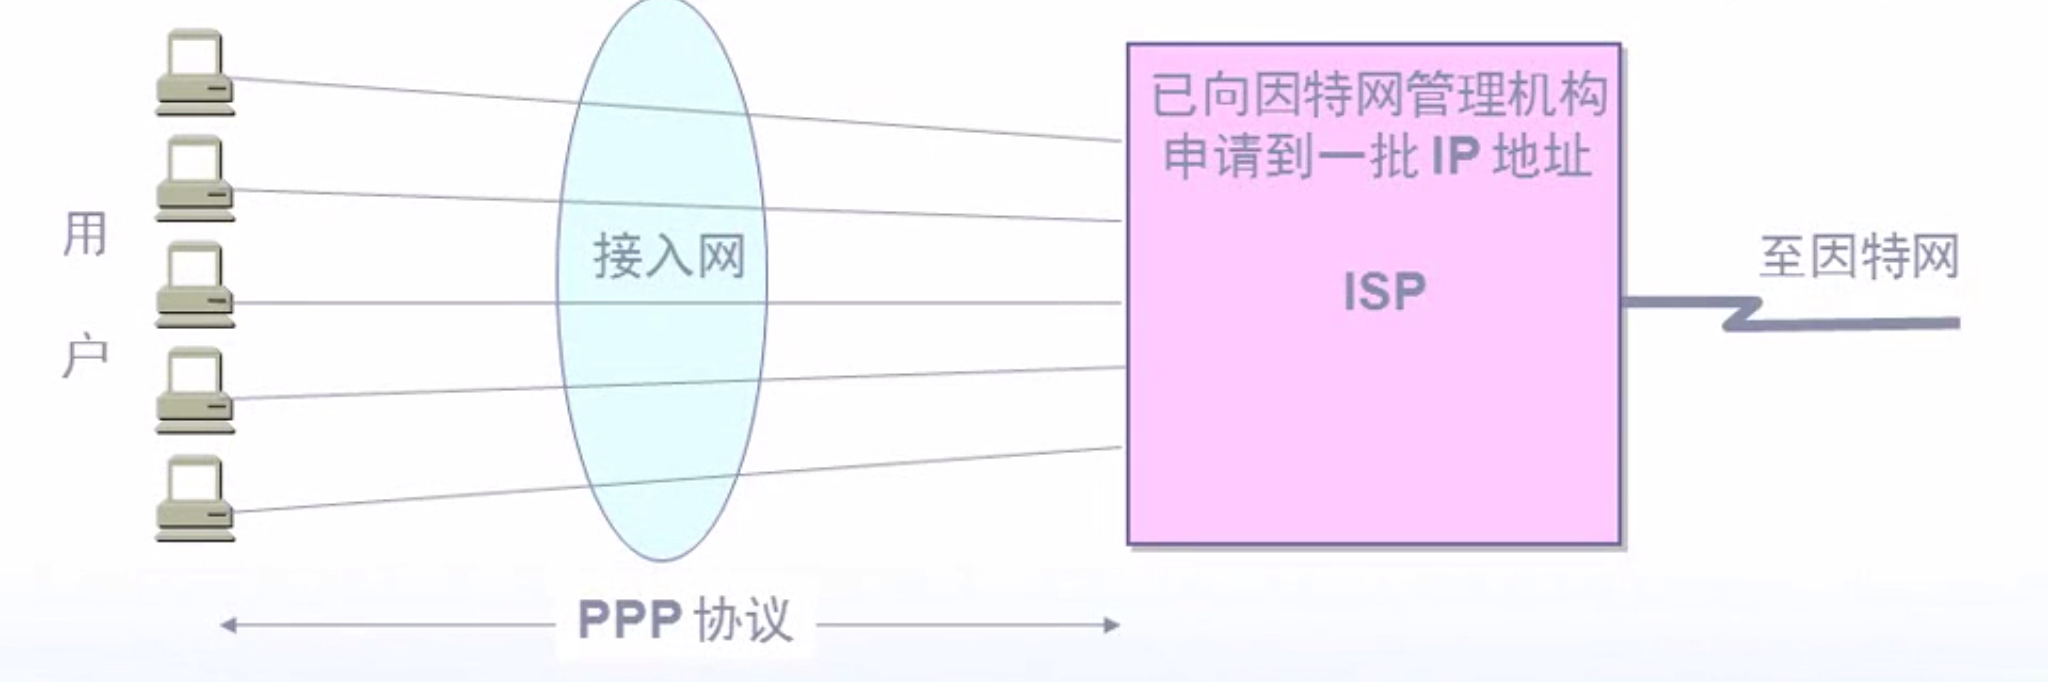 已向因特网管理机构
申请到一批 IP 地址
用
户
接入网
ISP
至因特网
PPP 协议